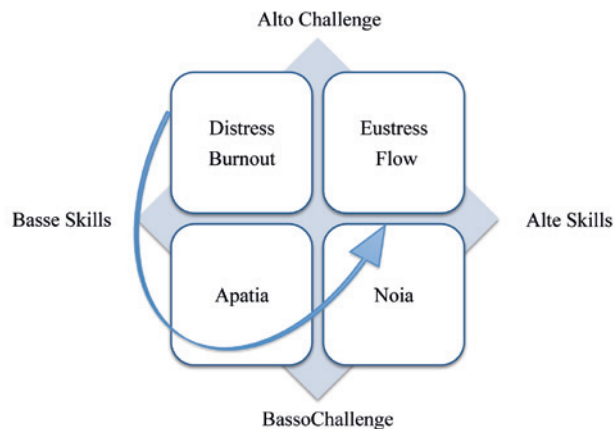 Alto Challenge
Distress
Burnout
Eustress
Flow
Basse Skills
Alte Skills
Apatia
Noia
BassoChallenge